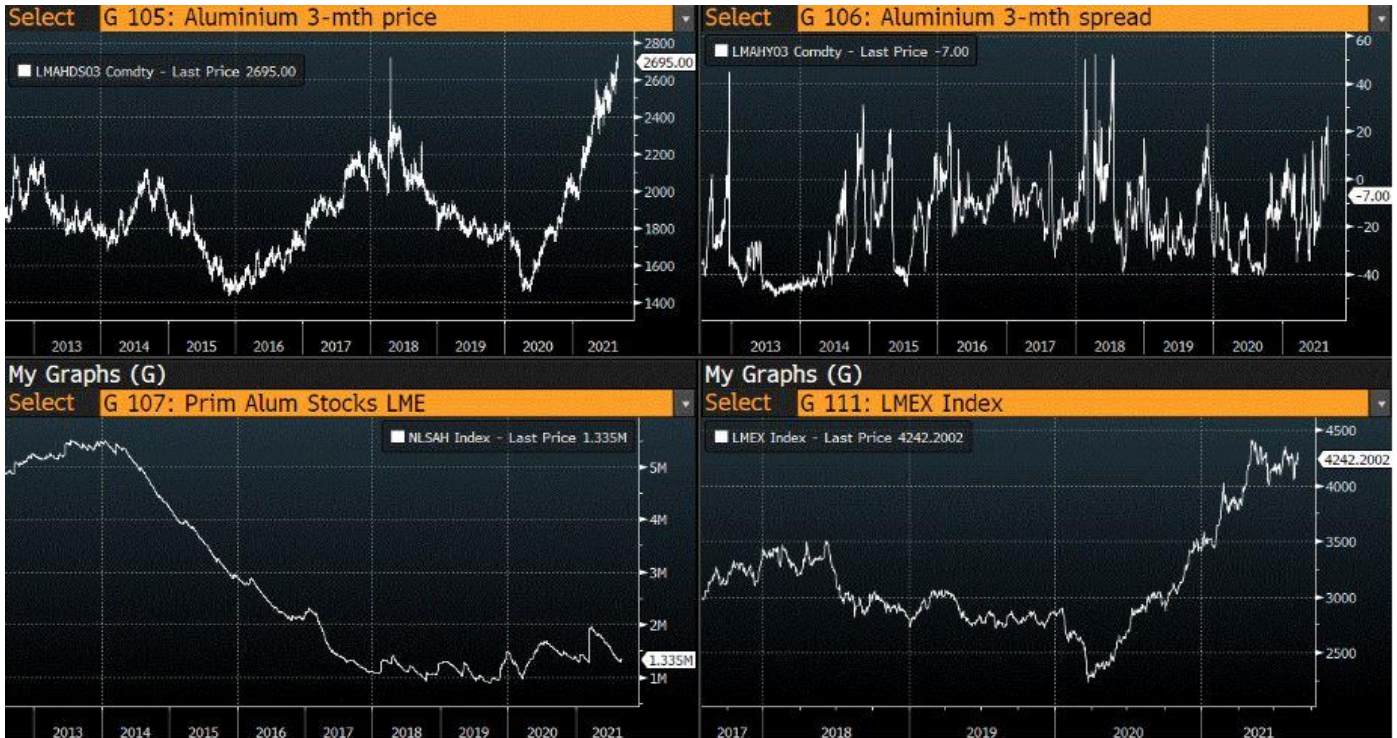 Select G 105: Aluminium 3-mth price
LMAHDS03 Comdty - Last Price 2695.00
2800
2695.00
2600
2400
2200
2000
1800
1600
1400
2013 2014 2015 2016 2017 2018 2019 2020 2021
Select G 106: Aluminium 3-mth spread
LMAHY03 Comdty - Last Price -7.00
60
40
20
0
-7.00
-20
-40
2013 2014 2015 2016 2017 2018 2019 2020 2021
My Graphs (G)
Select G 107: Prim Alum Stocks LME
NLSAH Index - Last Price 1.335M
5M
4M
3M
2M
1.335M
1M
2013 2014 2015 2016 2017 2018 2019 2020 2021
My Graphs (G)
Select G 111: LMEX Index
LMEX Index - Last Price 4242.2002
4500
4242.2002
4000
3500
3000
2500
2017 2018 2019 2020 2021